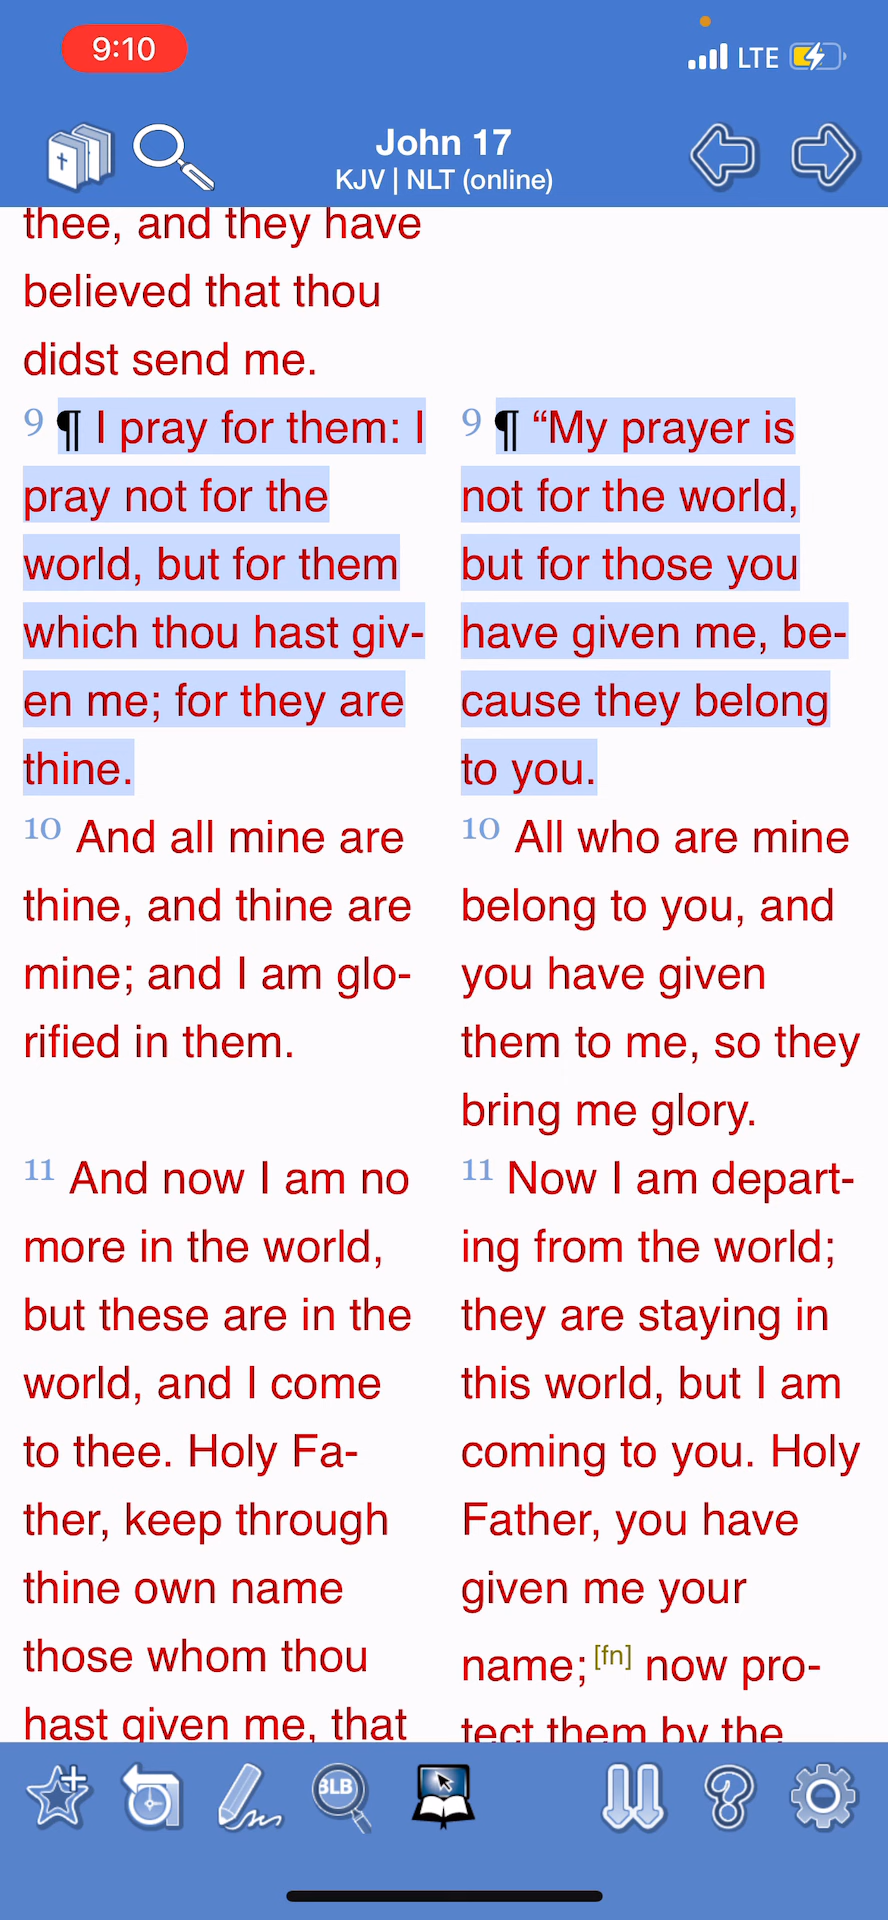 9:10
LTE
John 17
KJV | NLT (online)
thee, and they have
believed that thou
didst send me.
9 ¶ I pray for them: I
pray not for the
world, but for them
which thou hast giv-
en me; for they are
thine.
10 And all mine are
thine, and thine are
mine; and I am glo-
rified in them.
11 And now I am no
more in the world,
but these are in the
world, and I come
to thee. Holy Fa-
ther, keep through
thine own name
those whom thou
hast given me, that
9 ¶ “My prayer is
not for the world,
but for those you
have given me, be-
cause they belong
to you.
10 All who are mine
belong to you, and
you have given
them to me, so they
bring me glory.
11 Now I am depart-
ing from the world;
they are staying in
this world, but I am
coming to you. Holy
Father, you have
given me your
name;[fn] now pro-
tect them by the
BLB